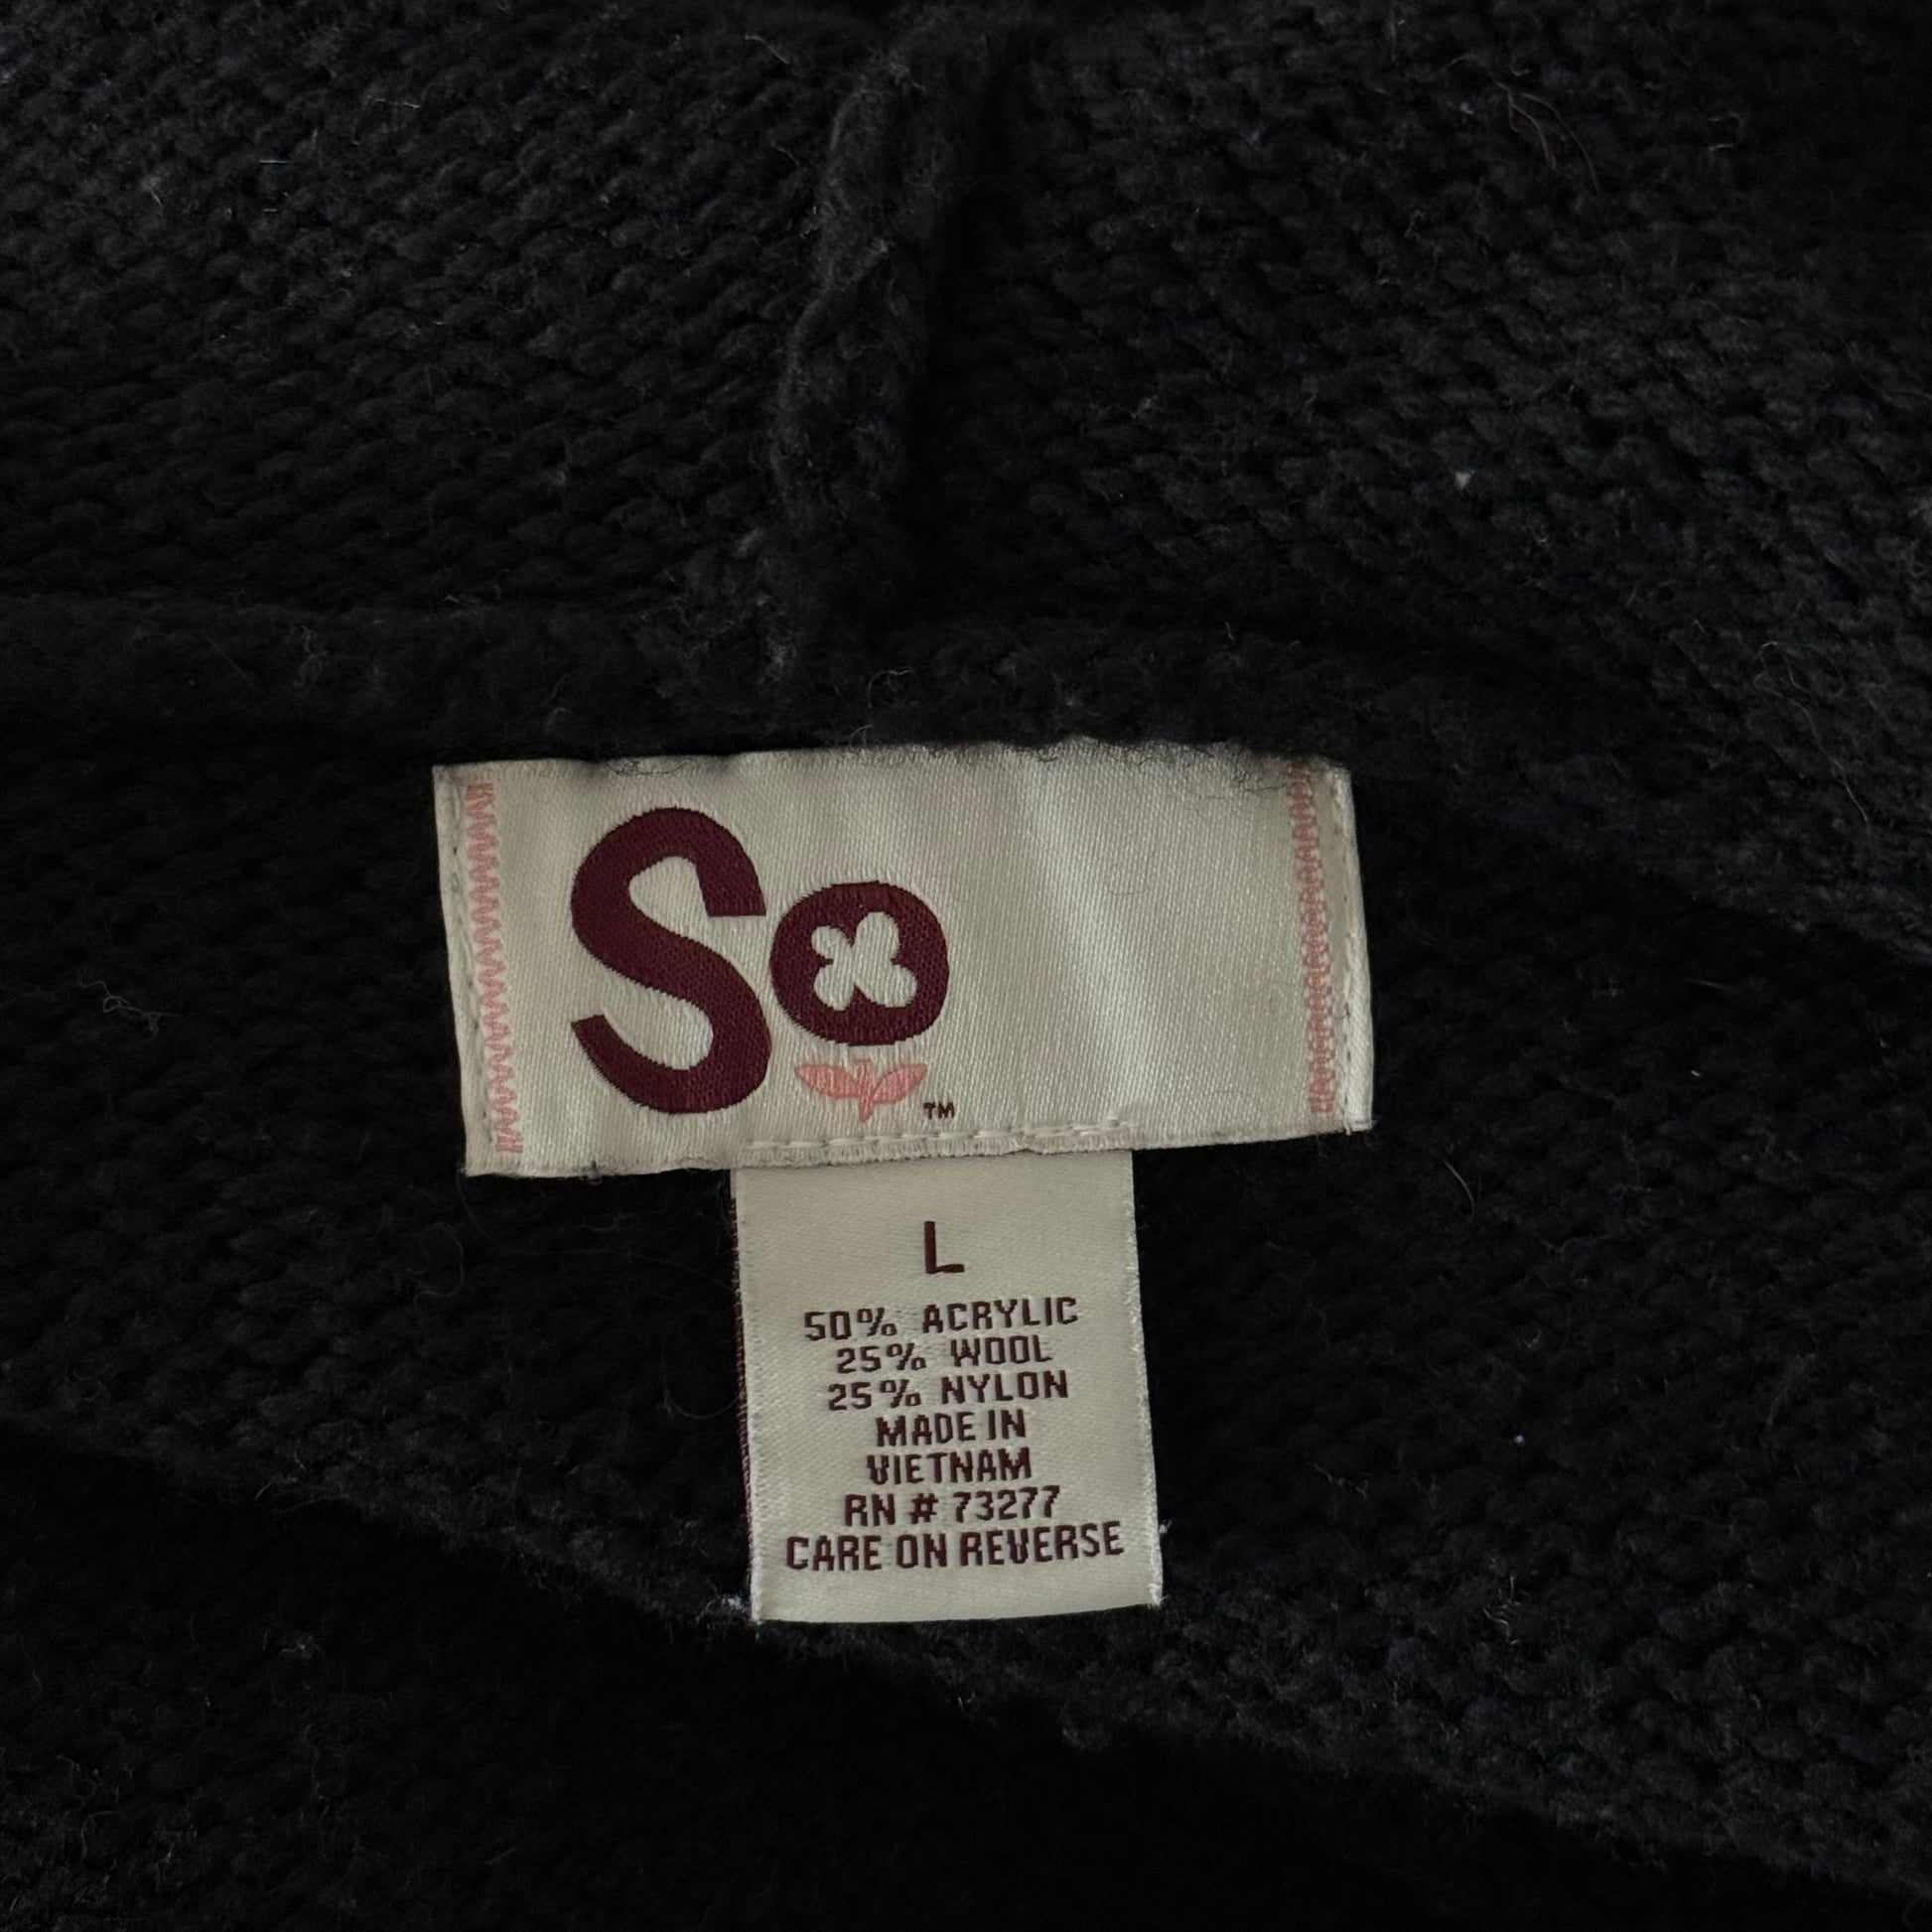 So
TM
L
50% ACRYLIC
25% WOOL
25% NYLON
MADE IN
VIETNAM
RN # 73277
CARE ON REVERSE